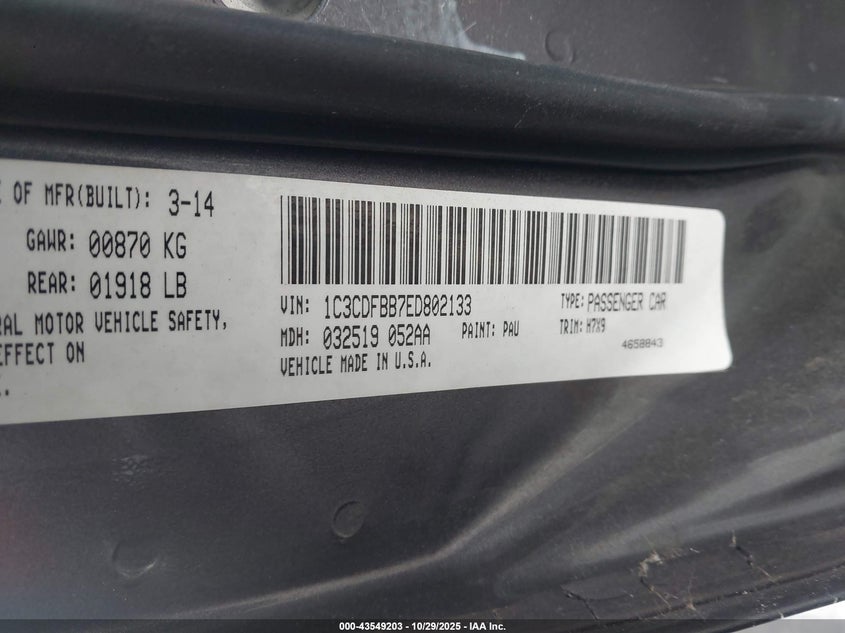 OF MFR(BUILT): 3-14
GAWR: 00870 KG
REAR: 01918 LB
RAL MOTOR VEHICLE SAFETY,
EFFECT ON
VIN: 1C3CDFBB7ED802133
TYPE: PASSENGER CAR
MDH: 032519 052AA
PAINT: PAU
TRIM: H7X9
VEHICLE MADE IN U.S.A.
4658843
000-43549203 - 10/29/2025 - IAA Inc.